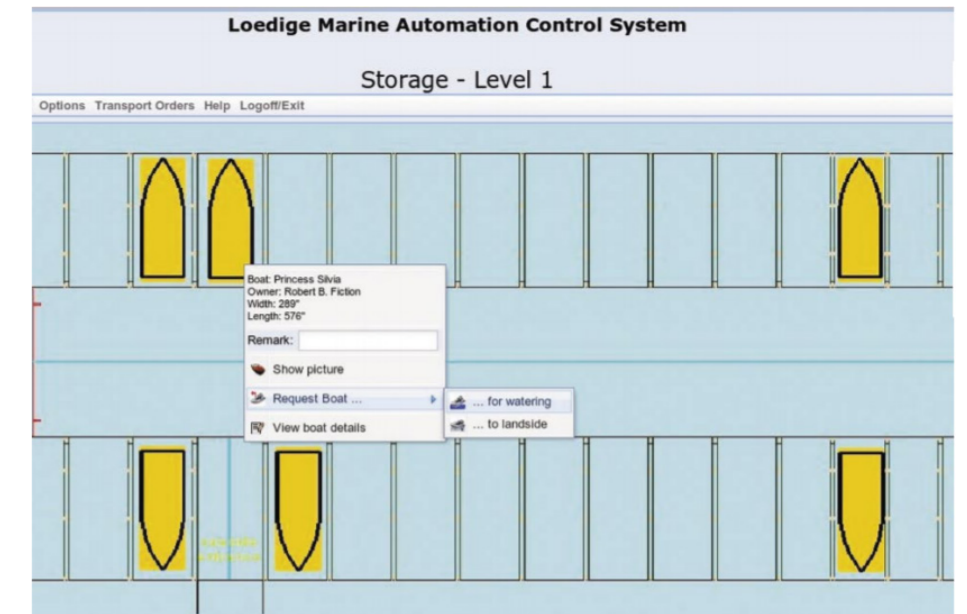 Loedige Marine Automation Control System
Storage - Level 1
Options Transport Orders Help Logoff/Exit
Boat: Princess Silvia
Owner: Robert B. Fiction
Width: 289"
Length: 576"
Remark:
Show picture
Request Boat ...
... for watering
... to landside
View boat details